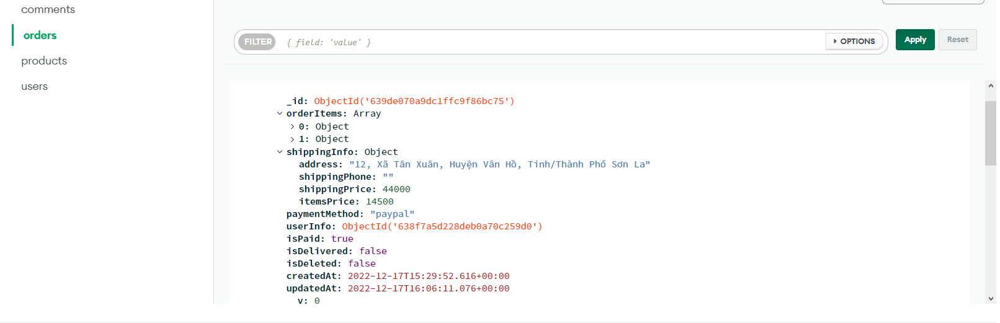 comments
orders
products
users
FILTER { field: 'value' } OPTIONS Apply Reset
_id: ObjectId('639de070a9dc1ffc9f86bc75')
orderItems: Array
0: Object
1: Object
shippingInfo: Object
address: "12, Xã Tân Xuân, Huyện Vân Hồ, Tỉnh/Thành Phố Sơn La"
shippingPhone: ""
shippingPrice: 44000
itemsPrice: 14500
paymentMethod: "paypal"
userInfo: ObjectId('638f7a5d228deb0a70c259d0')
isPaid: true
isDelivered: false
isDeleted: false
createdAt: 2022-12-17T15:29:52.616+00:00
updatedAt: 2022-12-17T16:06:11.076+00:00
v: 0